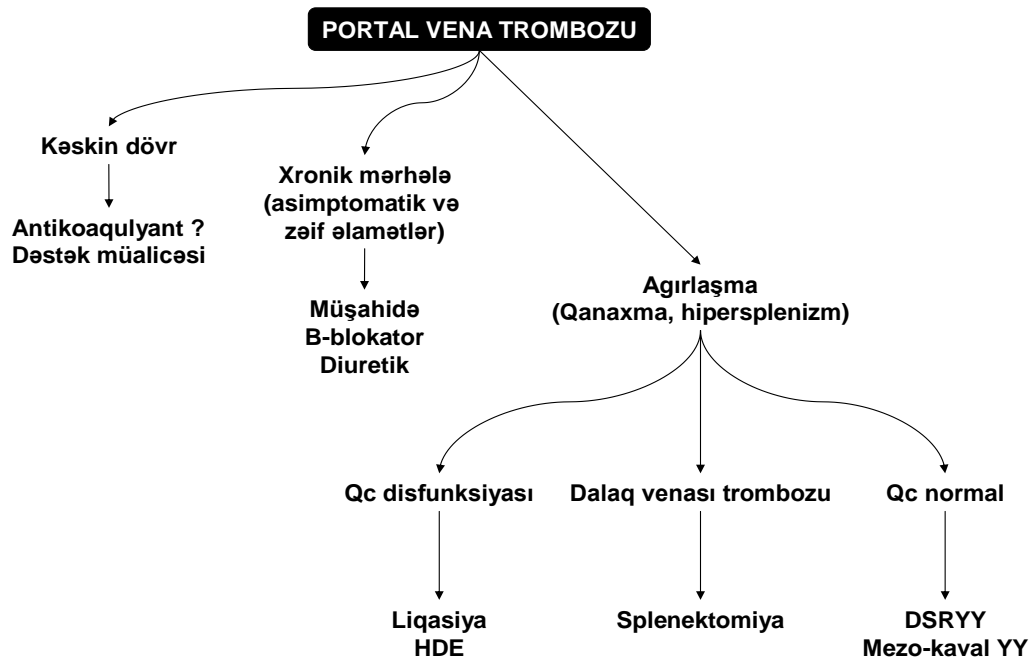 PORTAL VENA TROMBOZU
Kəskin dövr
Antikoaqulyant ?
Dəstək müalicəsi
Xronik mərhələ
(asimptomatik və
zəif əlamətlər)
Müşahidə
B-blokator
Diuretik
Agırlaşma
(Qanaxma, hipersplenizm)
Qc disfunksiyası
Liqasiya
HDE
Dalaq venası trombozu
Splenektomiya
Qc normal
DSRYY
Mezo-kaval YY